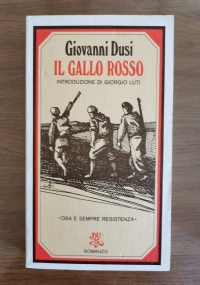 Giovanni Dusi
IL GALLO ROSSO
INTRODUZIONE DI GIORGIO LUTI
• ORA E SEMPRE RESISTENZA •
ROMANZO